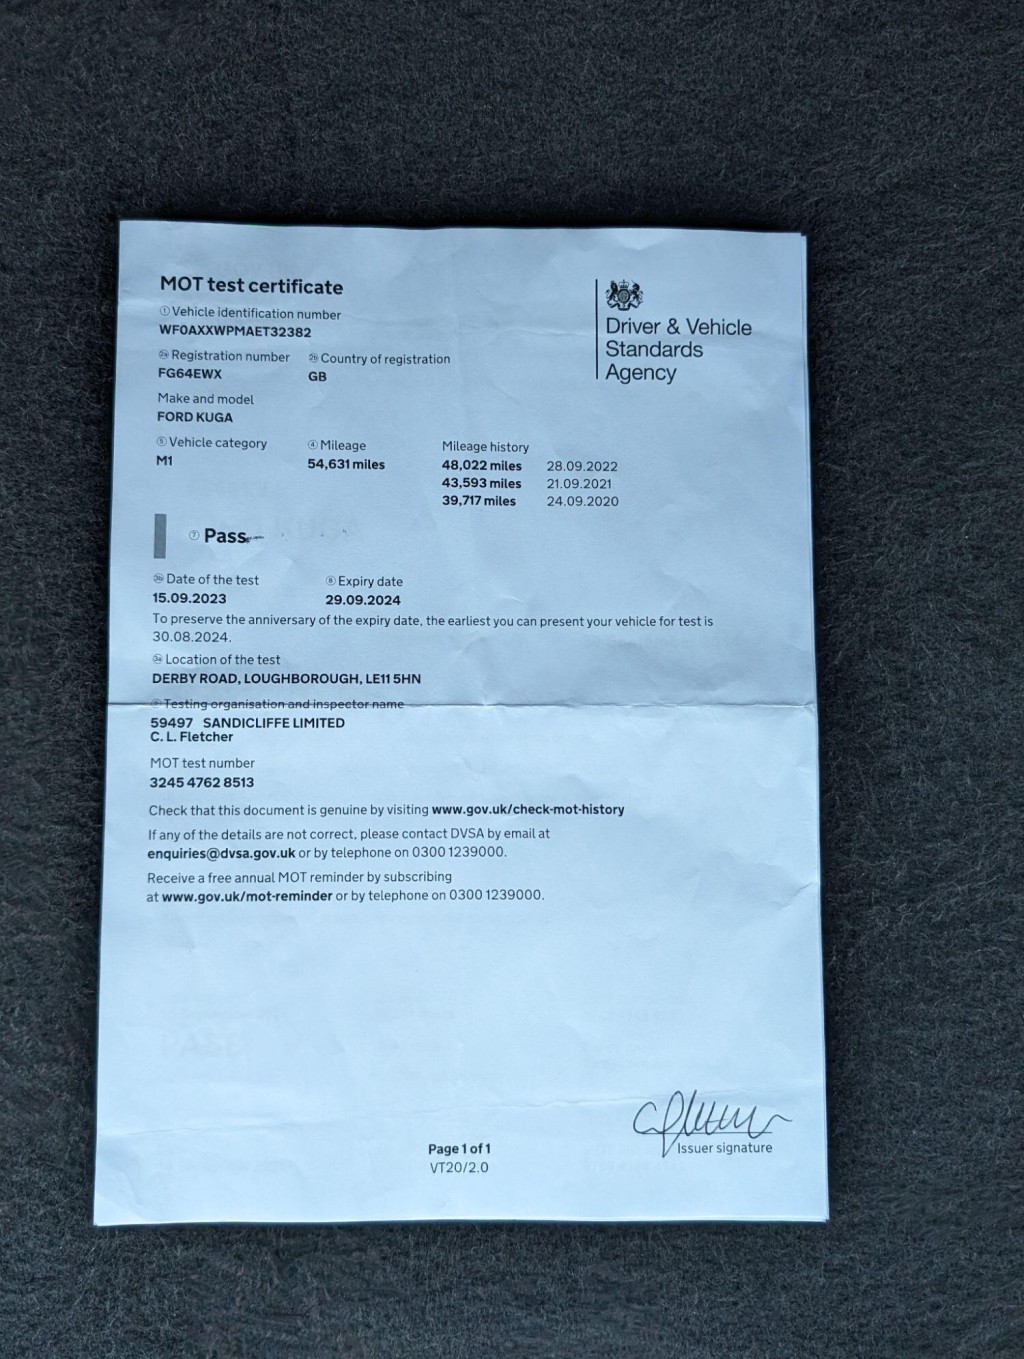 MOT test certificate
① Vehicle identification number
WF0AXXWPMAET32382
Driver & Vehicle
Standards
Agency
2a Registration number 2b Country of registration
FG64EWX GB
Make and model
FORD KUGA
⑤ Vehicle category ④ Mileage Mileage history
M1 54,631 miles 48,022 miles 28.09.2022
43,593 miles 21.09.2021
39,717 miles 24.09.2020
⑦ Pass
3b Date of the test ⑧ Expiry date
15.09.2023 29.09.2024
To preserve the anniversary of the expiry date, the earliest you can present your vehicle for test is
30.08.2024.
3a Location of the test
DERBY ROAD, LOUGHBOROUGH, LE11 5HN
Testing organisation and inspector name
59497 SANDICLIFFE LIMITED
C. L. Fletcher
MOT test number
3245 4762 8513
Check that this document is genuine by visiting www.gov.uk/check-mot-history
If any of the details are not correct, please contact DVSA by email at
enquiries@dvsa.gov.uk or by telephone on 0300 1239000.
Receive a free annual MOT reminder by subscribing
at www.gov.uk/mot-reminder or by telephone on 0300 1239000.
Issuer signature
Page 1 of 1
VT20/2.0